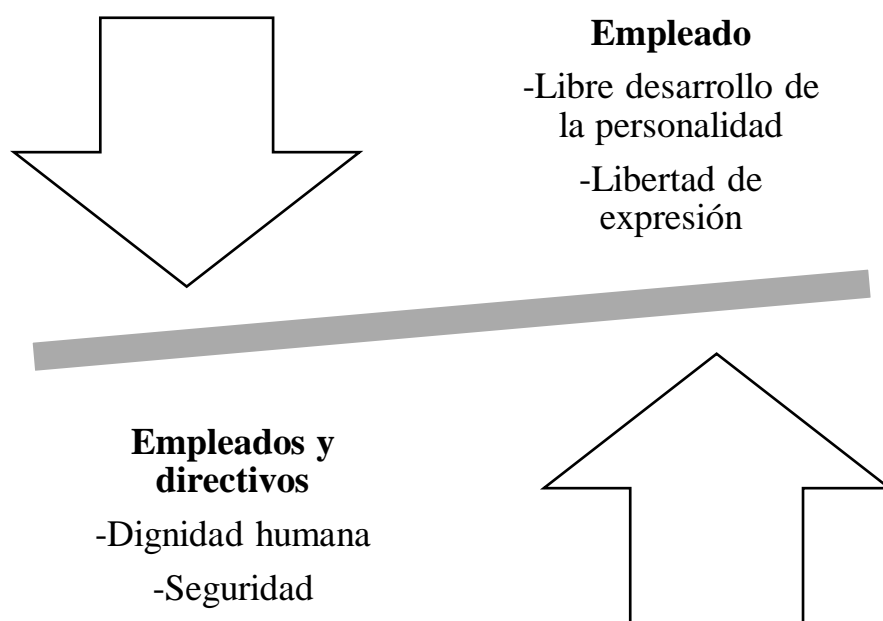 Empleado
-Libre desarrollo de
la personalidad
-Libertad de
expresión
Empleados y
directivos
-Dignidad humana
-Seguridad